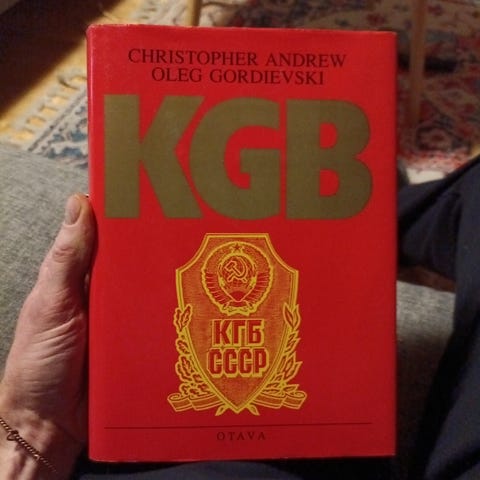 CHRISTOPHER ANDREW
OLEG GORDIEVSKI
KGB
КГБ
СССР
OTAVA